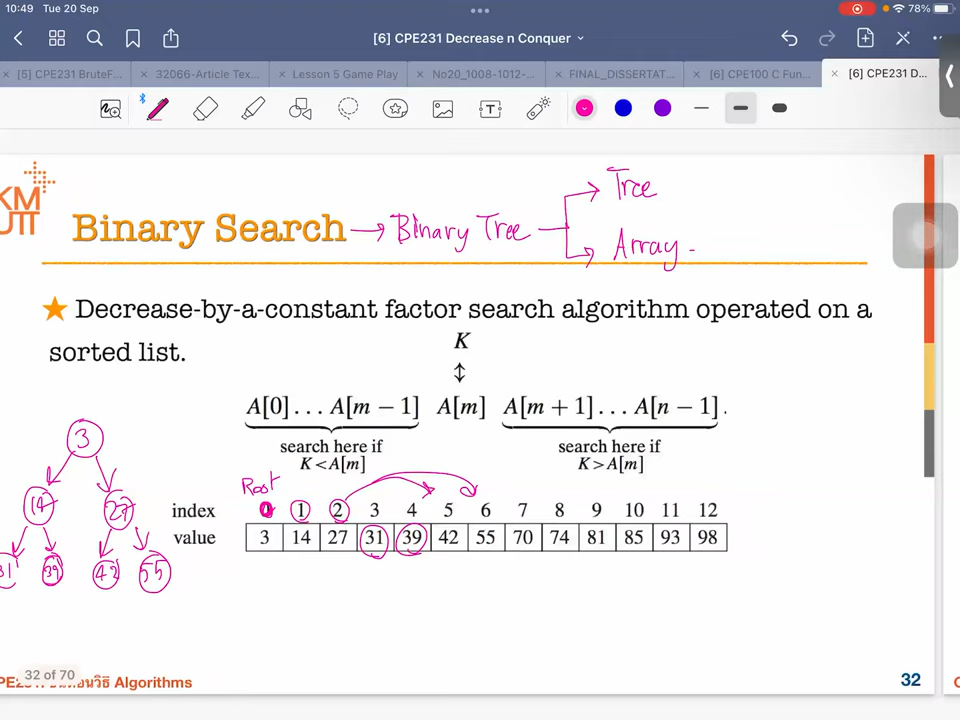 10:49 Tue 20 Sep
78%
[6] CPE231 Decrease n Conquer
[5] CPE231 BruteF...
32066-Article Tex...
Lesson 5 Game Play
No20_1008-1012-...
FINAL_DISSERTAT...
[6] CPE100 C Fun...
[6] CPE231 D...
KM
UTT
Binary Search → Binary Tree
Tree
Array
★ Decrease-by-a-constant factor search algorithm operated on a
sorted list.
K
↕
A[0] . . . A[m − 1] A[m] A[m + 1] . . . A[n − 1] .
search here if K<A[m]
search here if K>A[m]
3
14 27
31 39 42 55
Root
index 0 1 2 3 4 5 6 7 8 9 10 11 12
value 3 14 27 31 39 42 55 70 74 81 85 93 98
32 of 70
Algorithms
32